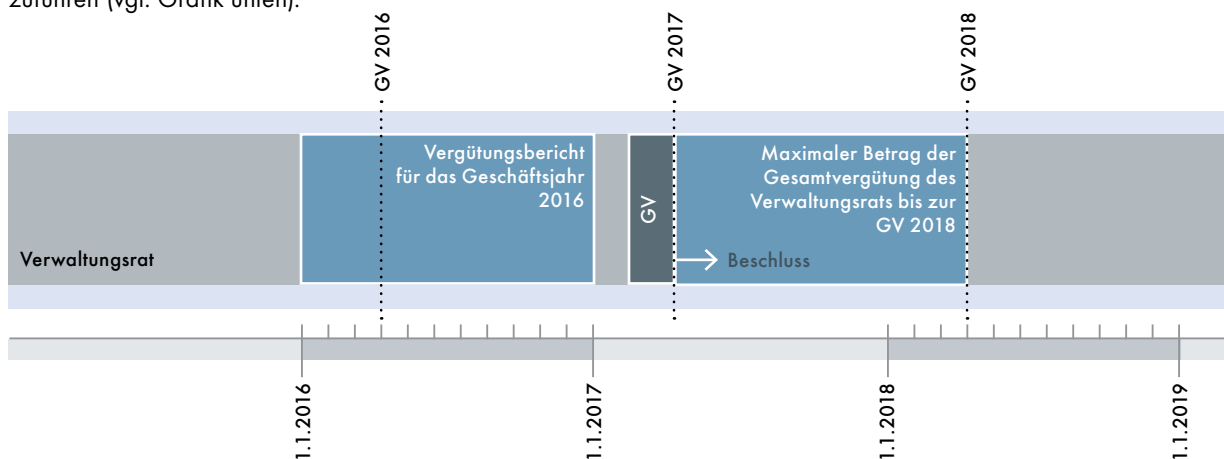 zuführen (vgl. Grafik unten).
GV 2016
GV 2017
GV 2018
Vergütungsbericht
für das Geschäftsjahr
2016
GV
Maximaler Betrag der
Gesamtvergütung des
Verwaltungsrats bis zur
GV 2018
Verwaltungsrat
Beschluss
1.1.2016
1.1.2017
1.1.2018
1.1.2019